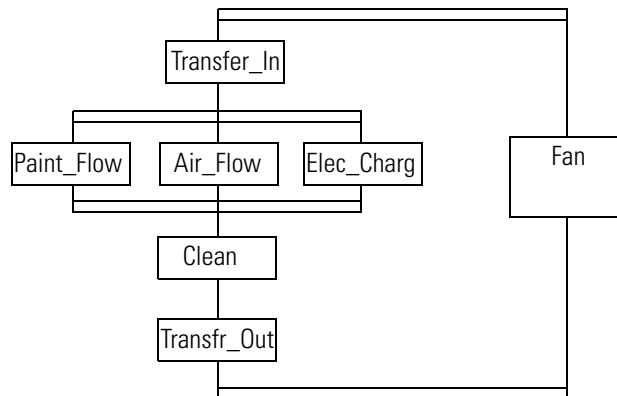 Transfer_In
Paint_Flow
Air_Flow
Elec_Charg
Fan
Clean
Transfr_Out